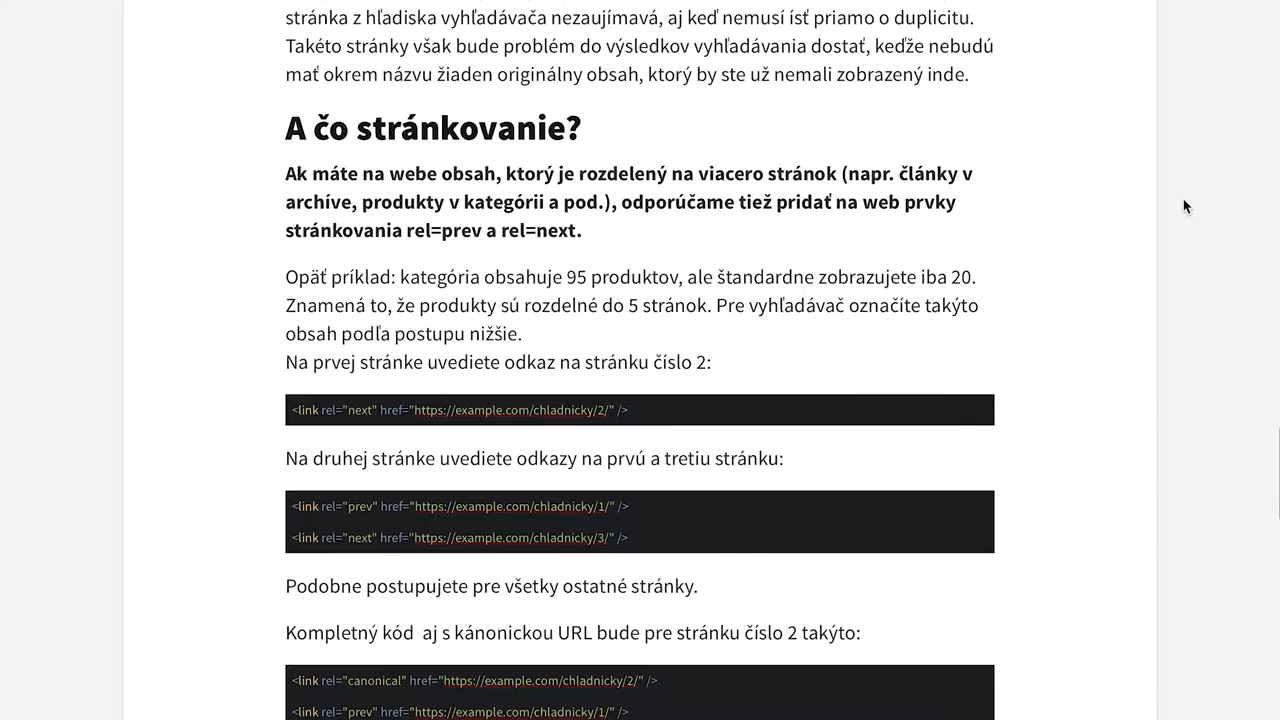 stránka z hľadiska vyhľadávača nezaujímavá, aj keď nemusí ísť priamo o duplicitu.
Takéto stránky však bude problém do výsledkov vyhľadávania dostať, keďže nebudú
mať okrem názvu žiaden originálny obsah, ktorý by ste už nemali zobrazený inde.
A čo stránkovanie?
Ak máte na webe obsah, ktorý je rozdelený na viacero stránok (napr. články v
archíve, produkty v kategórii a pod.), odporúčame tiež pridať na web prvky
stránkovania rel=prev a rel=next.
Opäť príklad: kategória obsahuje 95 produktov, ale štandardne zobrazujete iba 20.
Znamená to, že produkty sú rozdelné do 5 stránok. Pre vyhľadávač označíte takýto
obsah podľa postupu nižšie.
Na prvej stránke uvediete odkaz na stránku číslo 2:
<link rel="next" href="https://example.com/chladnicky/2/" />
Na druhej stránke uvediete odkazy na prvú a tretiu stránku:
<link rel="prev" href="https://example.com/chladnicky/1/" />
<link rel="next" href="https://example.com/chladnicky/3/" />
Podobne postupujete pre všetky ostatné stránky.
Kompletný kód  aj s kánonickou URL bude pre stránku číslo 2 takýto:
<link rel="canonical" href="https://example.com/chladnicky/2/" />
<link rel="prev" href="https://example.com/chladnicky/1/" />